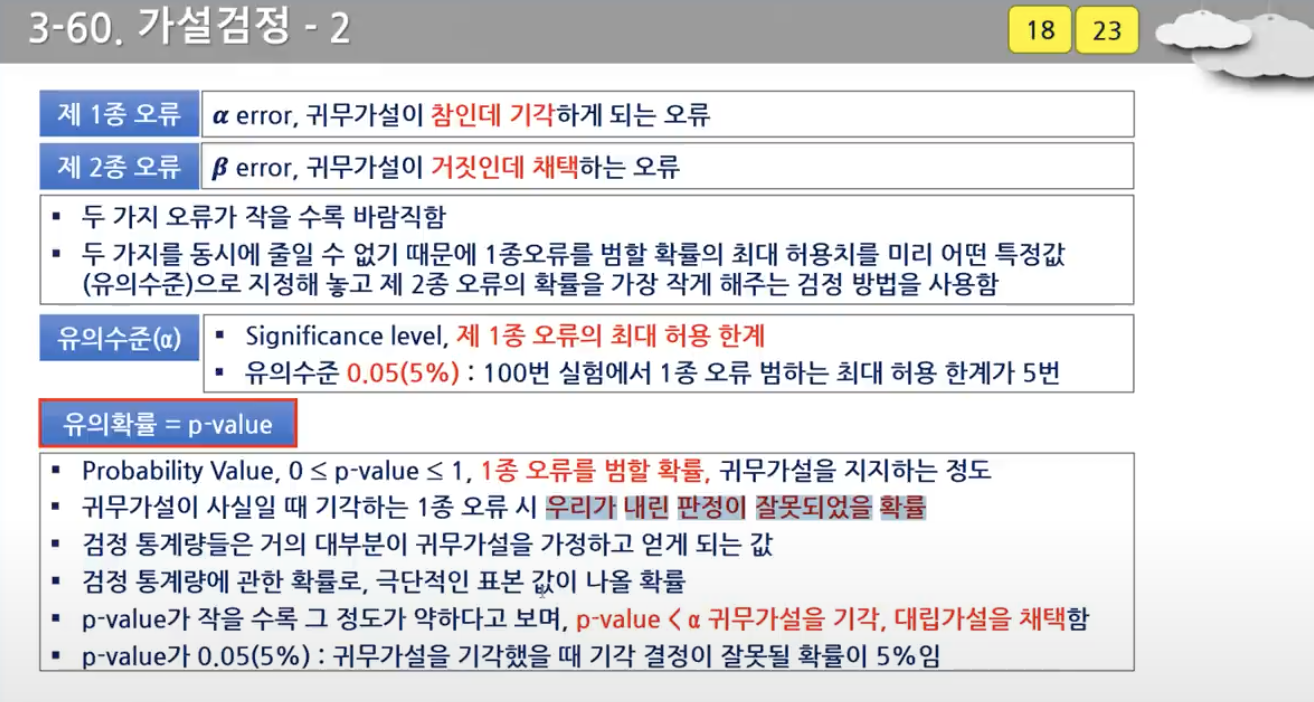 3-60. 가설검정 - 2
18 23
제 1종 오류
α error, 귀무가설이 참인데 기각하게 되는 오류
제 2종 오류
β error, 귀무가설이 거짓인데 채택하는 오류
▪ 두 가지 오류가 작을 수록 바람직함
▪ 두 가지를 동시에 줄일 수 없기 때문에 1종오류를 범할 확률의 최대 허용치를 미리 어떤 특정값
(유의수준)으로 지정해 놓고 제 2종 오류의 확률을 가장 작게 해주는 검정 방법을 사용함
유의수준(α)
▪ Significance level, 제 1종 오류의 최대 허용 한계
▪ 유의수준 0.05(5%) : 100번 실험에서 1종 오류 범하는 최대 허용 한계가 5번
유의확률 = p-value
▪ Probability Value, 0 ≤ p-value ≤ 1, 1종 오류를 범할 확률, 귀무가설을 지지하는 정도
▪ 귀무가설이 사실일 때 기각하는 1종 오류 시 우리가 내린 판정이 잘못되었을 확률
▪ 검정 통계량들은 거의 대부분이 귀무가설을 가정하고 얻게 되는 값
▪ 검정 통계량에 관한 확률로, 극단적인 표본 값이 나올 확률
▪ p-value가 작을 수록 그 정도가 약하다고 보며, p-value < α 귀무가설을 기각, 대립가설을 채택함
▪ p-value가 0.05(5%) : 귀무가설을 기각했을 때 기각 결정이 잘못될 확률이 5%임